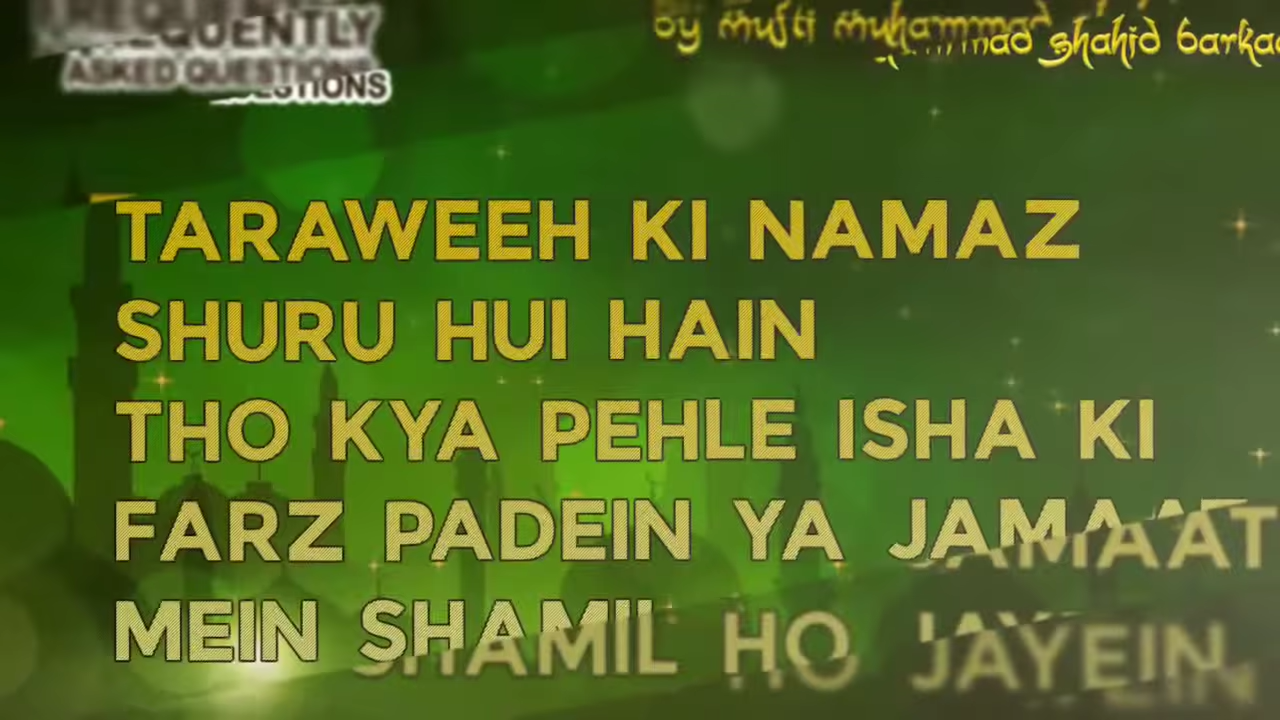 FREQUENTLY
ASKED QUESTIONS
by mufti muhammad shahid
TARAWEEH KI NAMAZ
SHURU HUI HAIN
THO KYA PEHLE ISHA KI
FARZ PADEIN YA JAMAAT
MEIN SHAMIL HO JAYEIN